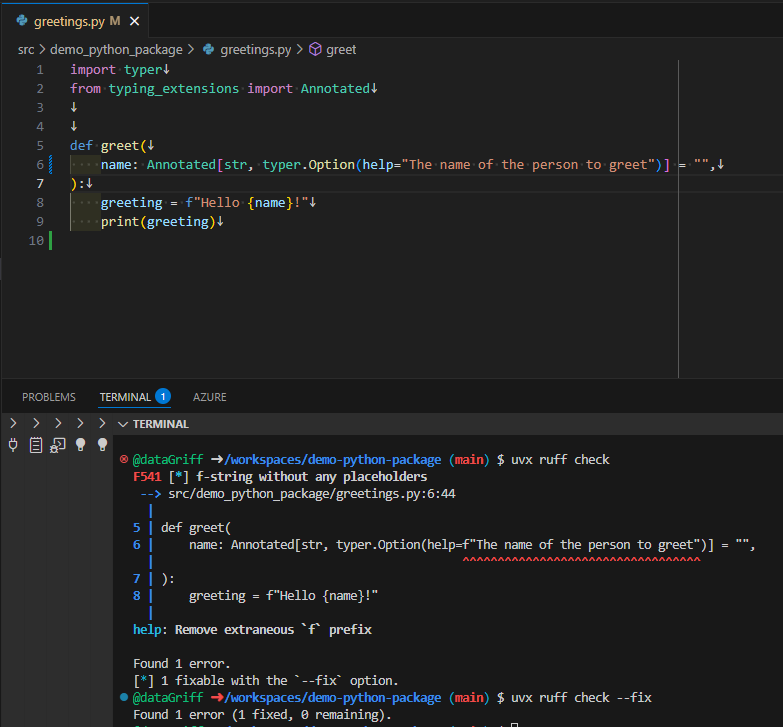 greetings.py M
src > demo_python_package > greetings.py > greet
1 import·typer↓
2 from·typing_extensions·import·Annotated↓
3 ↓
4 ↓
5 def·greet(↓
6 ····name:·Annotated[str,·typer.Option(help="The·name·of·the·person·to·greet")]·=·"",↓
7 ):↓
8 ····greeting·=·f"Hello·{name}!"↓
9 ····print(greeting)↓
10
PROBLEMS TERMINAL 1 AZURE
TERMINAL
@dataGriff ➜/workspaces/demo-python-package (main) $ uvx ruff check
F541 [*] f-string without any placeholders
--> src/demo_python_package/greetings.py:6:44
|
5 | def greet(
6 |     name: Annotated[str, typer.Option(help=f"The name of the person to greet")] = "",
|                                            ^^^^^^^^^^^^^^^^^^^^^^^^^^^^^^^^^^
7 | ):
8 |     greeting = f"Hello {name}!"
|
help: Remove extraneous `f` prefix
Found 1 error.
[*] 1 fixable with the `--fix` option.
@dataGriff ➜/workspaces/demo-python-package (main) $ uvx ruff check --fix
Found 1 error (1 fixed, 0 remaining).